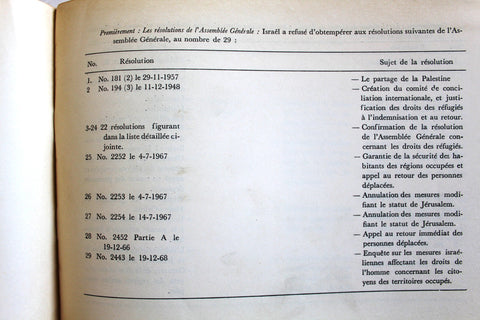 Premièrement : Les résolutions de l'Assemblée Générale : Israël a refusé d'obtempérer aux résolutions suivantes de l'As-
semblée Générale, au nombre de 29 :
No. Résolution Sujet de la résolution
1. No. 181 (2) le 29-11-1957 — Le partage de la Palestine
2 No. 194 (3) le 11-12-1948 — Création du comité de con-
ciliation internationale, et jus-
tification des droits des réfugiés
à l'indemnisation et au retour.
3-24 22 résolutions figurant — Confirmation de la résolution
dans la liste détaillée ci- de l'Assemblée Générale con-
jointe. cernant les droits des réfugiés.
25 No. 2252 le 4-7-1967 — Garantie de la sécurité des ha-
bitants des régions occupées et
appel au retour des personnes
déplacées.
26 No. 2253 le 4-7-1967 — Annulation des mesures modi-
fiant le statut de Jérusalem.
27 No. 2254 le 14-7-1967 — Annulation des mesures modi-
fiant le statut de Jérusalem.
28 No. 2452 Partie A le — Appel au retour immédiat des
19-12-66 personnes déplacées.
29 No. 2443 le 19-12-68 — Enquête sur les mesures israé-
liennes affectant les droits de
l'homme concernant les cito-
yens des territoires occupés.